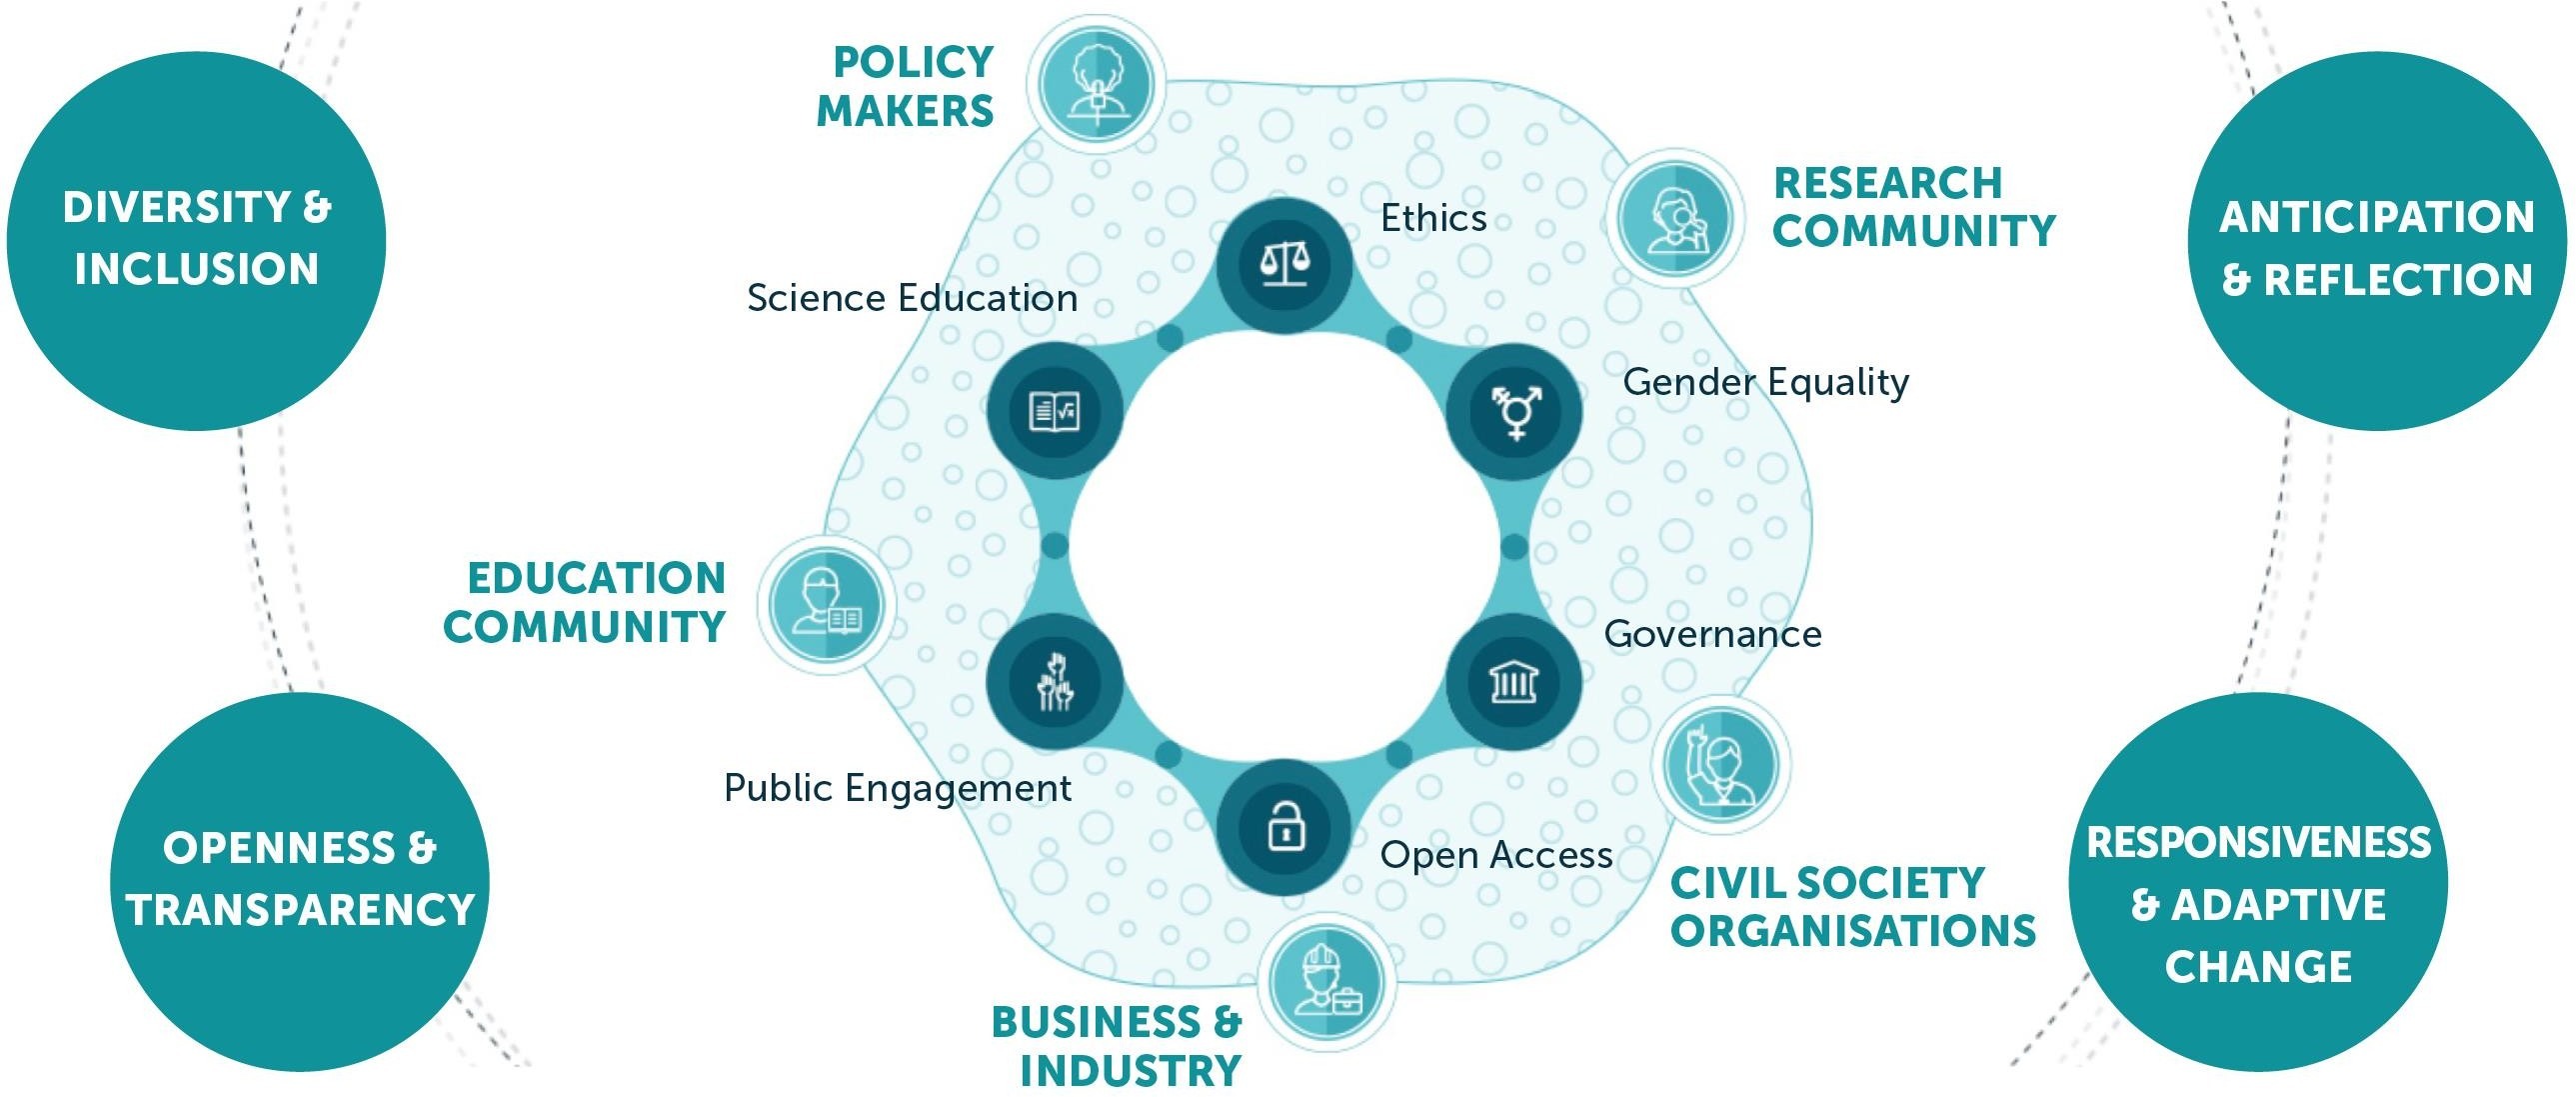 POLICY
MAKERS
RESEARCH
COMMUNITY
DIVERSITY &
INCLUSION
ANTICIPATION
& REFLECTION
Ethics
Science Education
Gender Equality
EDUCATION
COMMUNITY
Governance
Public Engagement
Open Access
OPENNESS &
TRANSPARENCY
CIVIL SOCIETY
ORGANISATIONS
RESPONSIVENESS
& ADAPTIVE
CHANGE
BUSINESS &
INDUSTRY